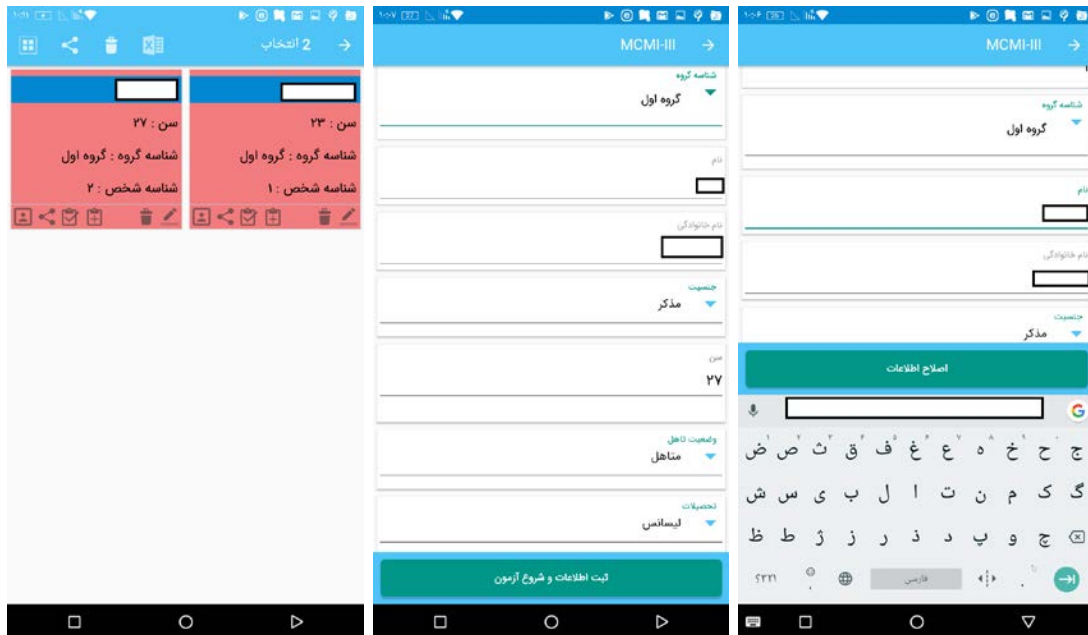 2 انتخاب
سن : ۲۳
شناسه گروه : گروه اول
شناسه شخص : ۱
سن : ۲۷
شناسه گروه : گروه اول
شناسه شخص : ۲
MCMI-III
شناسه گروه
گروه اول
نام
نام خانوادگی
جنسیت
مذکر
سن
۲۷
وضعیت تاهل
متاهل
تحصیلات
لیسانس
ثبت اطلاعات و شروع آزمون
MCMI-III
شناسه گروه
گروه اول
نام
نام خانوادگی
جنسیت
مذکر
اصلاح اطلاعات
ض ص ث ق ف غ ع ه خ ح ج
ش س ی ب ل ا ت ن م ک گ
ظ ط ژ ز ر ذ د پ و چ
؟۳۲۱ فارسی .